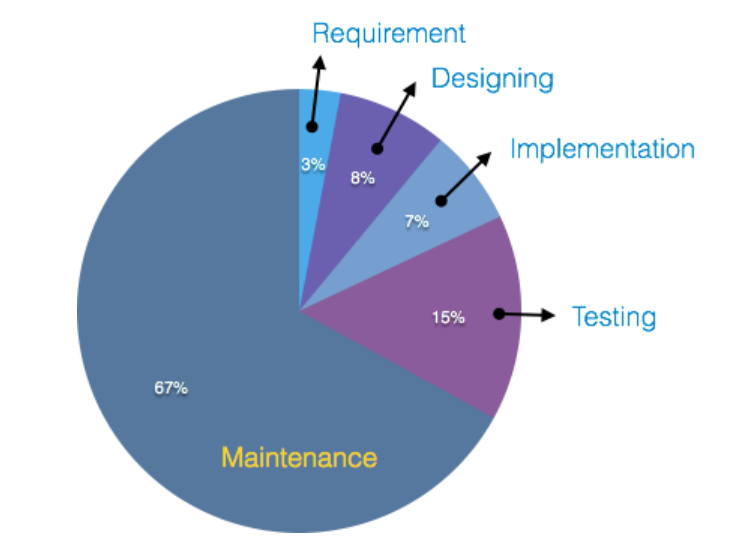 Requirement
Designing
Implementation
3%
8%
7%
15%
Testing
67%
Maintenance